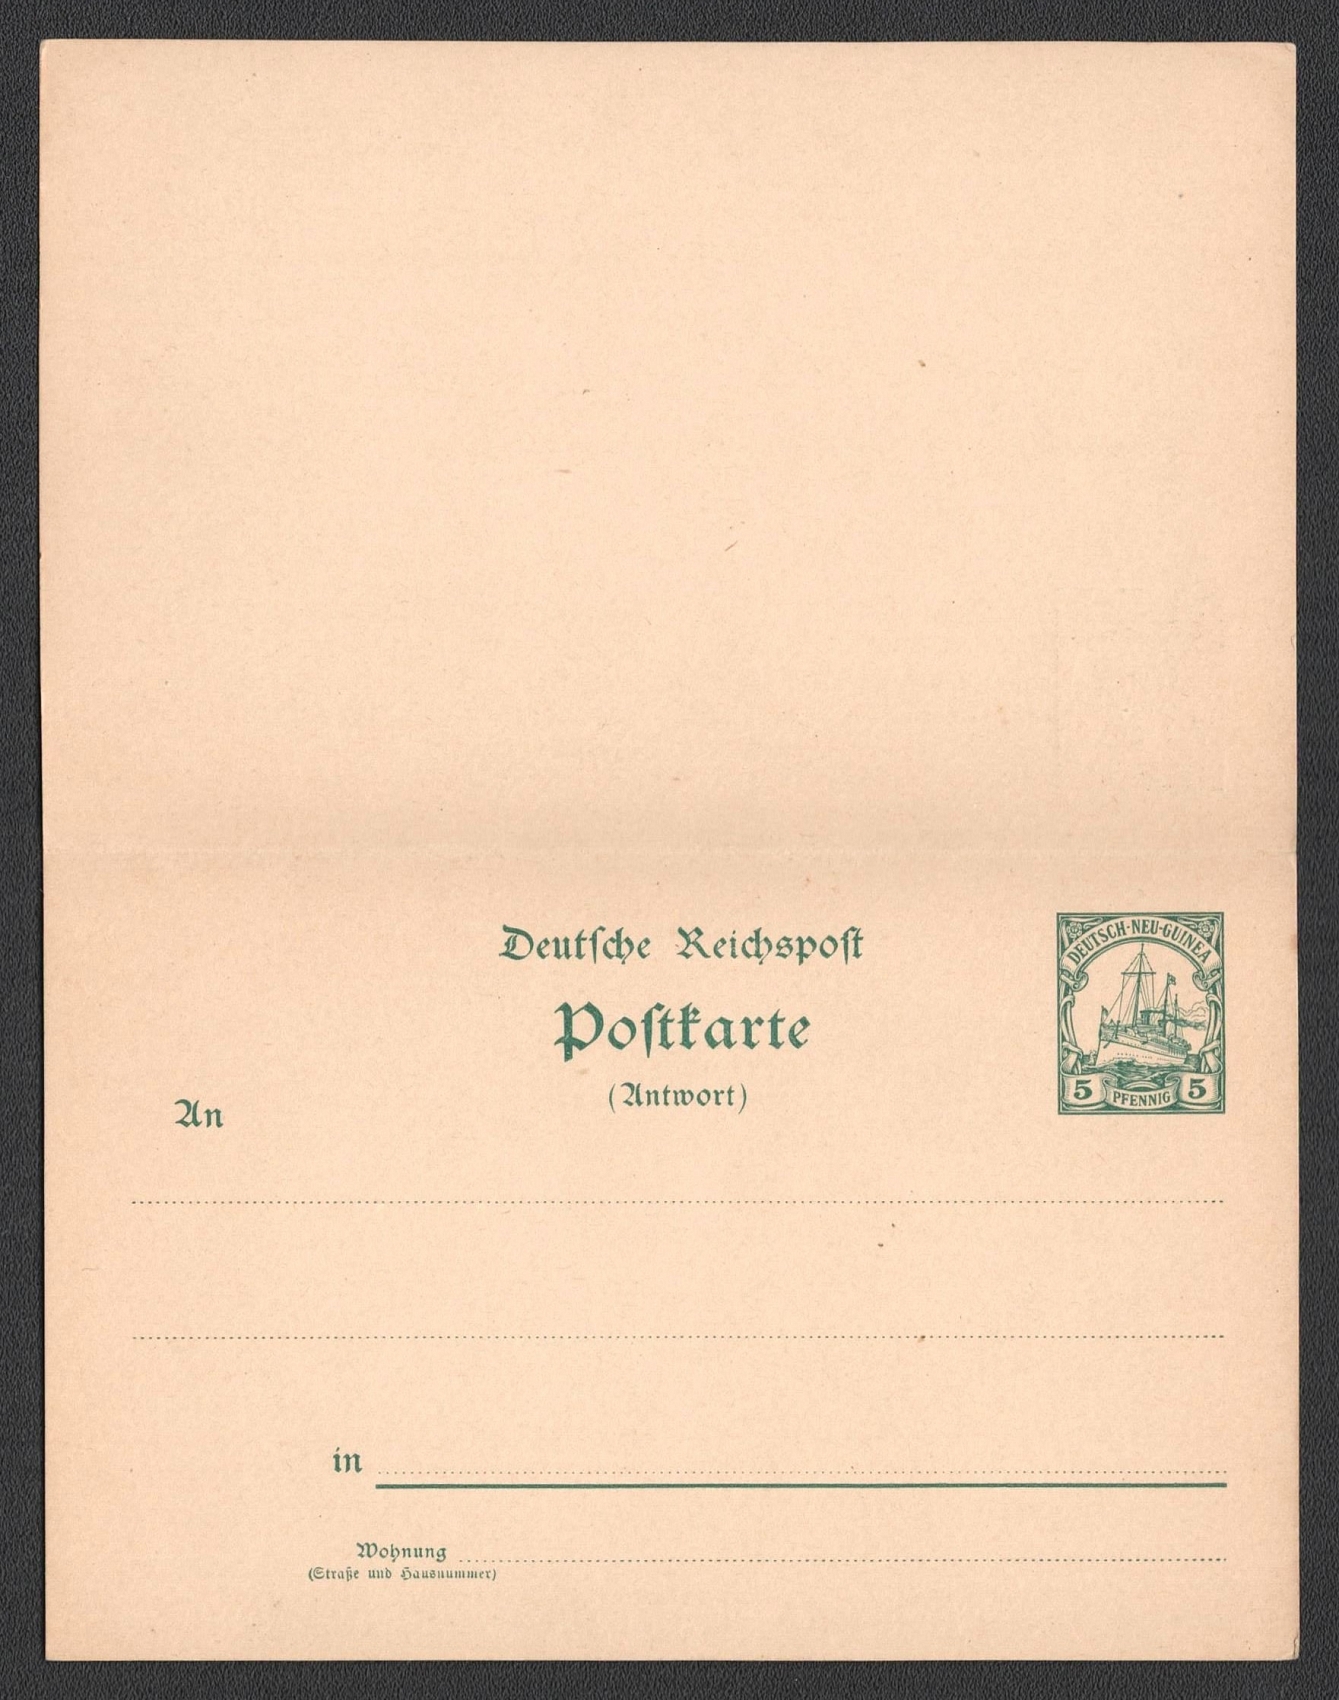 Deutsche Reichspost
DEUTSCH-NEU-GUINEA
Postkarte
(Antwort)
5 PFENNIG 5
An
in
Wohnung
(Straße und Hausnummer)